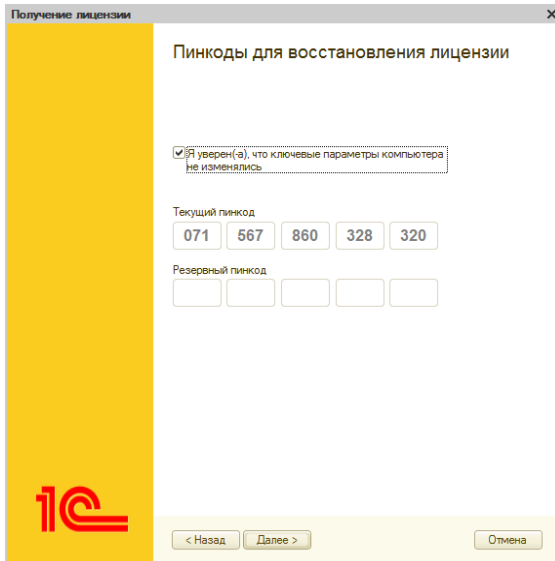 Получение лицензии
Пинкоды для восстановления лицензии
Я уверен(-а), что ключевые параметры компьютера
не изменялись
Текущий пинкод
071 567 860 328 320
Резервный пинкод
1С
< Назад Далее > Отмена